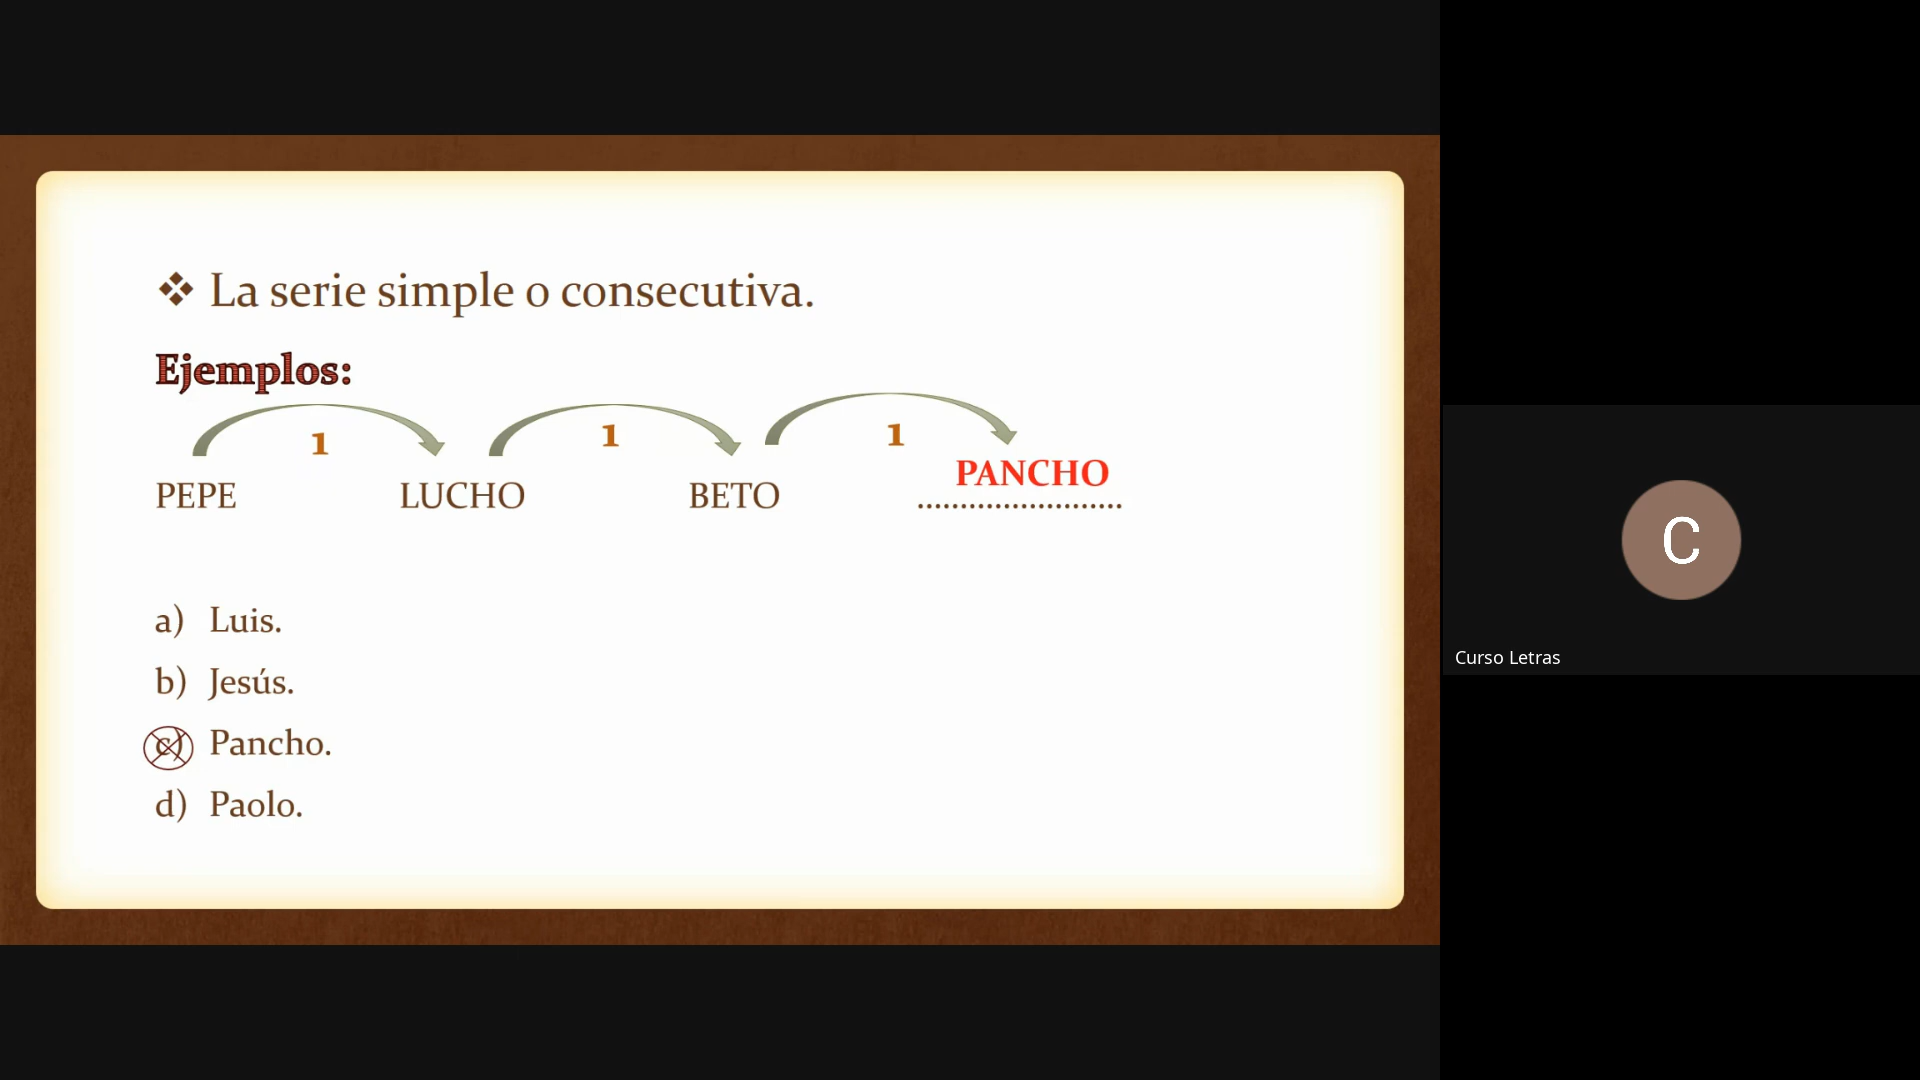 ❖ La serie simple o consecutiva.
Ejemplos:
1 1 1
PEPE LUCHO BETO PANCHO
........................
a) Luis.
b) Jesús.
c) Pancho.
d) Paolo.
C
Curso Letras